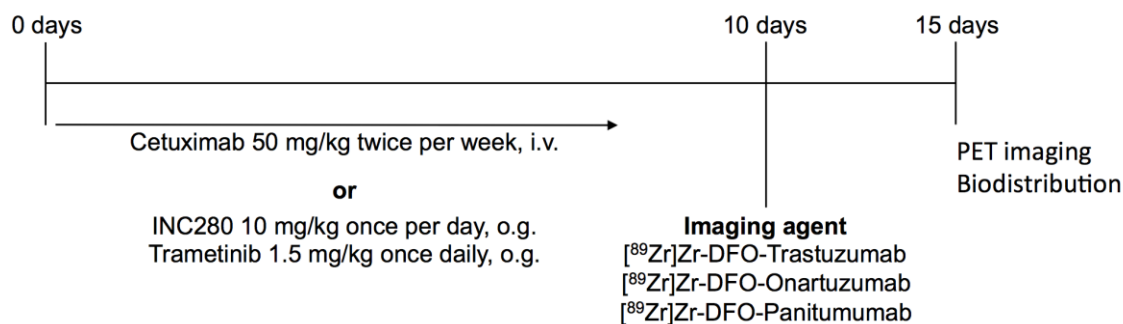 0 days
10 days
15 days
Cetuximab 50 mg/kg twice per week, i.v.
or
INC280 10 mg/kg once per day, o.g.
Trametinib 1.5 mg/kg once daily, o.g.
Imaging agent
[⁸⁹Zr]Zr-DFO-Trastuzumab
[⁸⁹Zr]Zr-DFO-Onartuzumab
[⁸⁹Zr]Zr-DFO-Panitumumab
PET imaging
Biodistribution